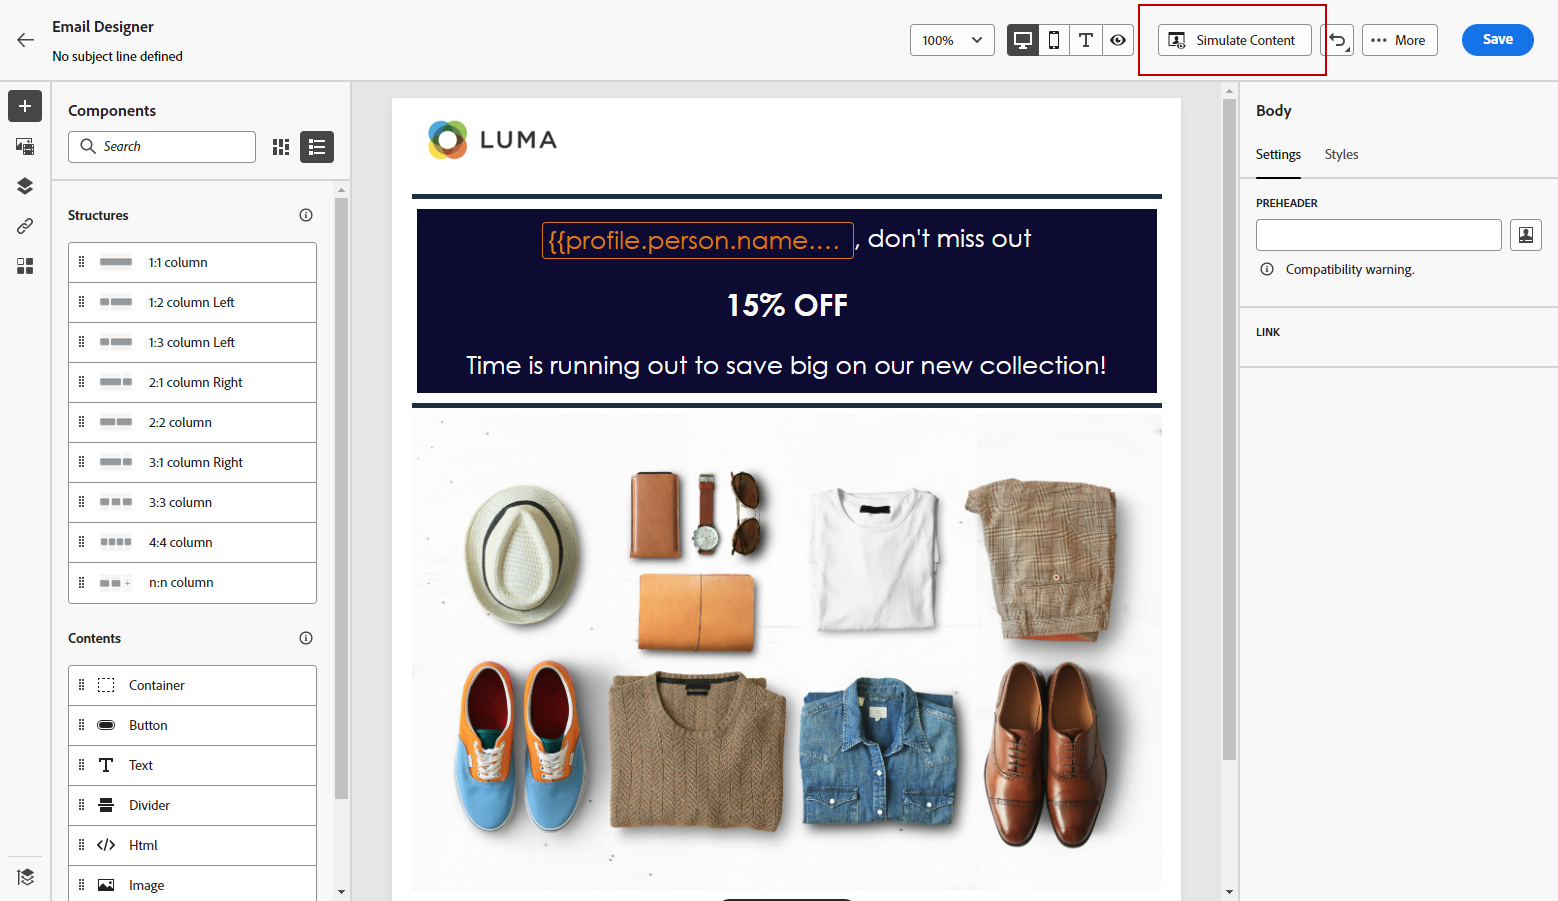 Email Designer
No subject line defined
100%
Simulate Content
More
Save
Components
Search
Structures
1:1 column
1:2 column Left
1:3 column Left
2:1 column Right
2:2 column
3:1 column Right
3:3 column
4:4 column
n:n column
Contents
Container
Button
Text
Divider
Html
Image
LUMA
{{profile.person.name.... , don't miss out
15% OFF
Time is running out to save big on our new collection!
Body
Settings Styles
PREHEADER
Compatibility warning.
LINK